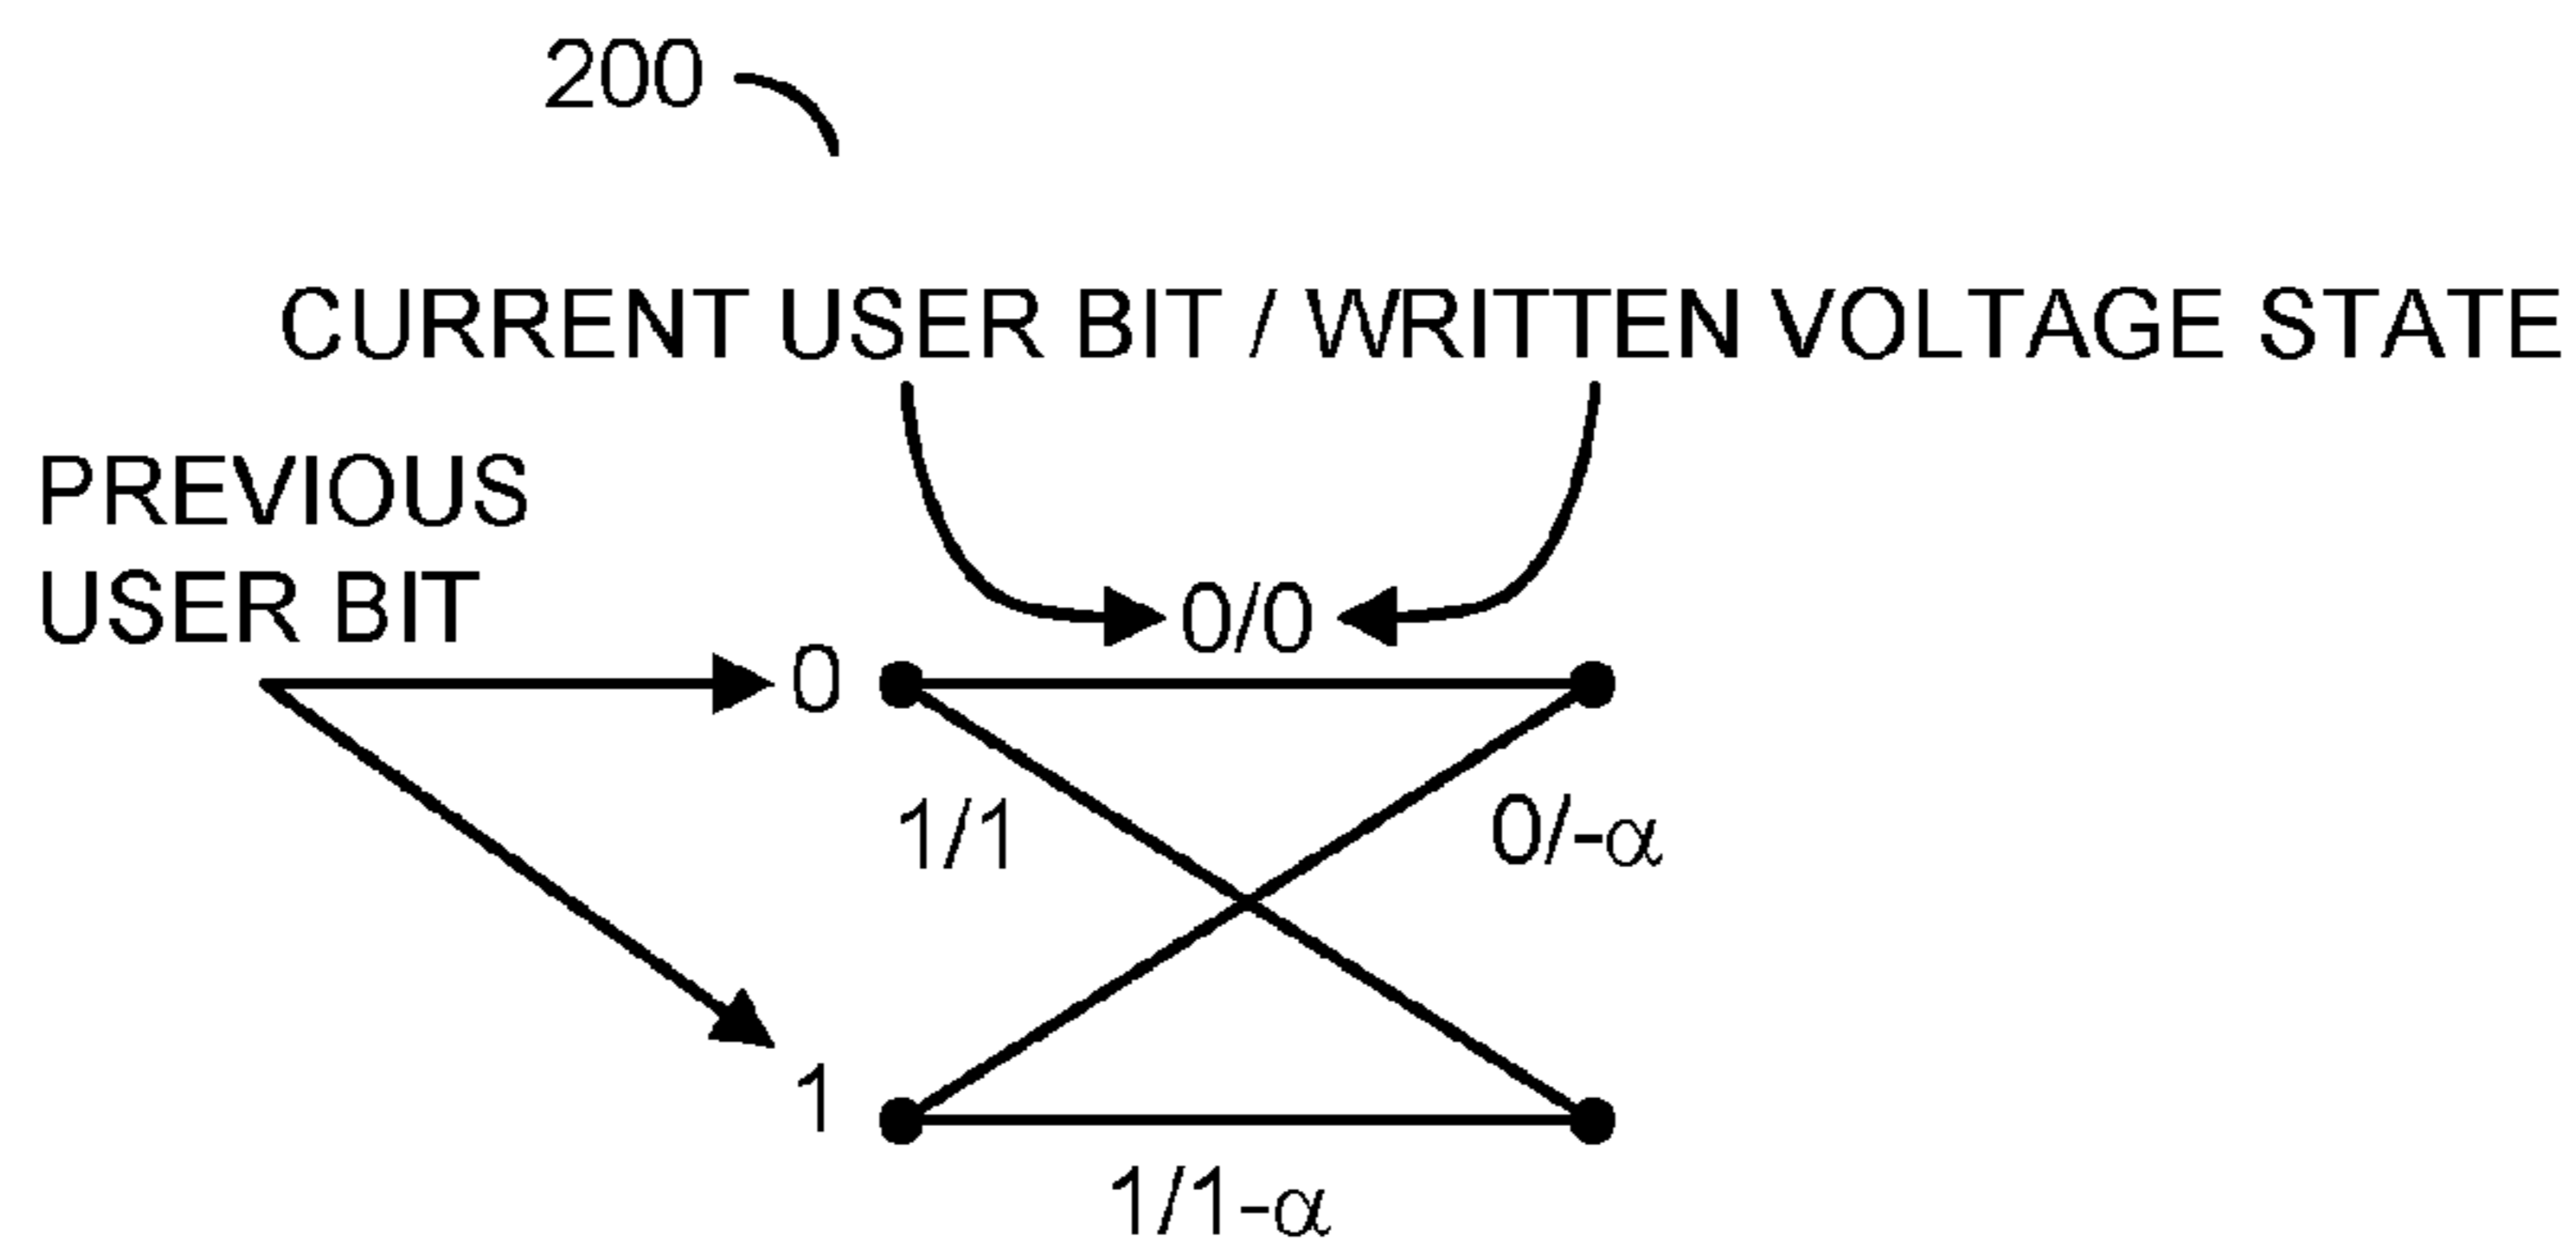 200
CURRENT USER BIT / WRITTEN VOLTAGE STATE
PREVIOUS
USER BIT
0/0
0
1/1
0/-α
1
1/1-α